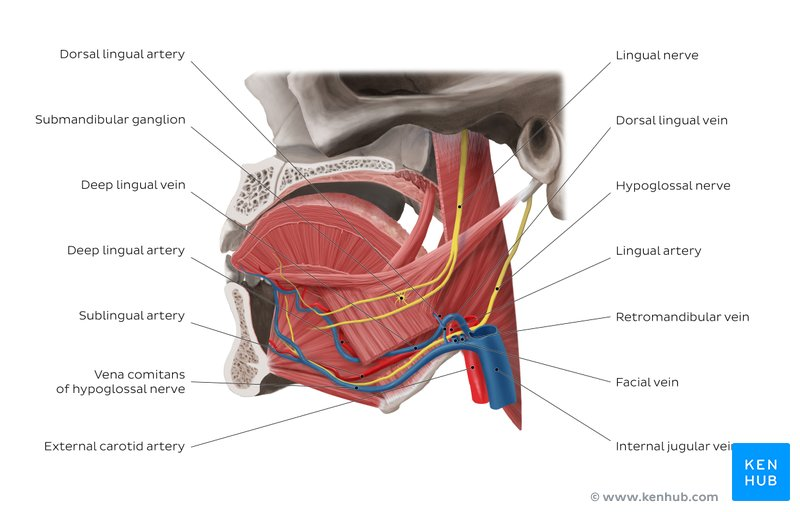 Dorsal lingual artery
Submandibular ganglion
Deep lingual vein
Deep lingual artery
Sublingual artery
Vena comitans
of hypoglossal nerve
External carotid artery
Lingual nerve
Dorsal lingual vein
Hypoglossal nerve
Lingual artery
Retromandibular vein
Facial vein
Internal jugular vein
KEN
HUB
© www.kenhub.com